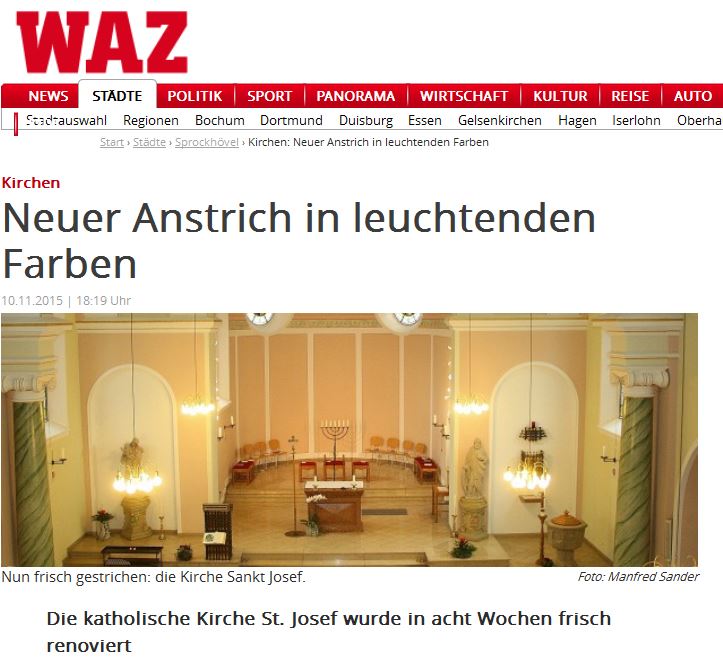 WAZ
NEWS STÄDTE POLITIK SPORT PANORAMA WIRTSCHAFT KULTUR REISE AUTO
Stadtauswahl Regionen Bochum Dortmund Duisburg Essen Gelsenkirchen Hagen Iserlohn Oberha
Start › Städte › Sprockhövel › Kirchen: Neuer Anstrich in leuchtenden Farben
Kirchen
Neuer Anstrich in leuchtenden
Farben
10.11.2015 | 18:19 Uhr
Nun frisch gestrichen: die Kirche Sankt Josef. Foto: Manfred Sander
Die katholische Kirche St. Josef wurde in acht Wochen frisch
renoviert